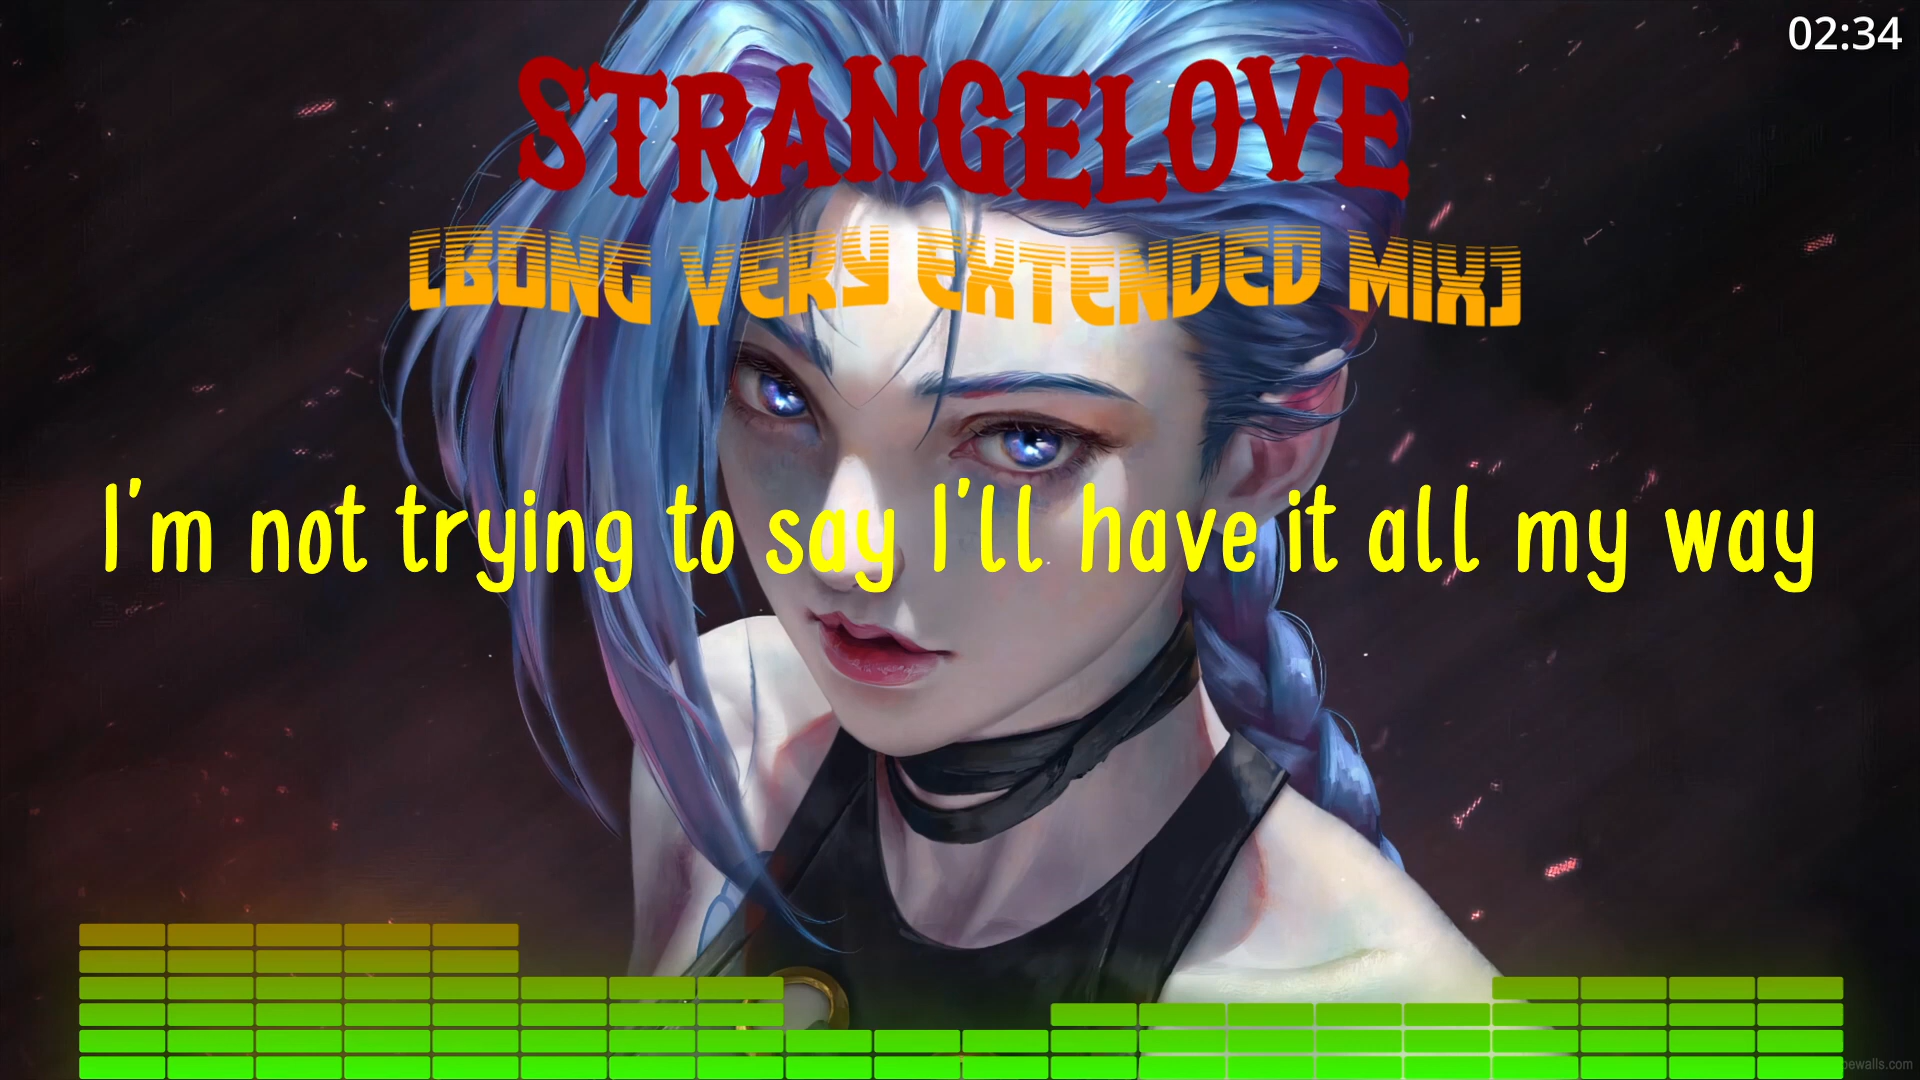 02:34
STRANGELOVE
[BONG VERY EXTENDED MIX]
I'm not trying to say I'll have it all my way